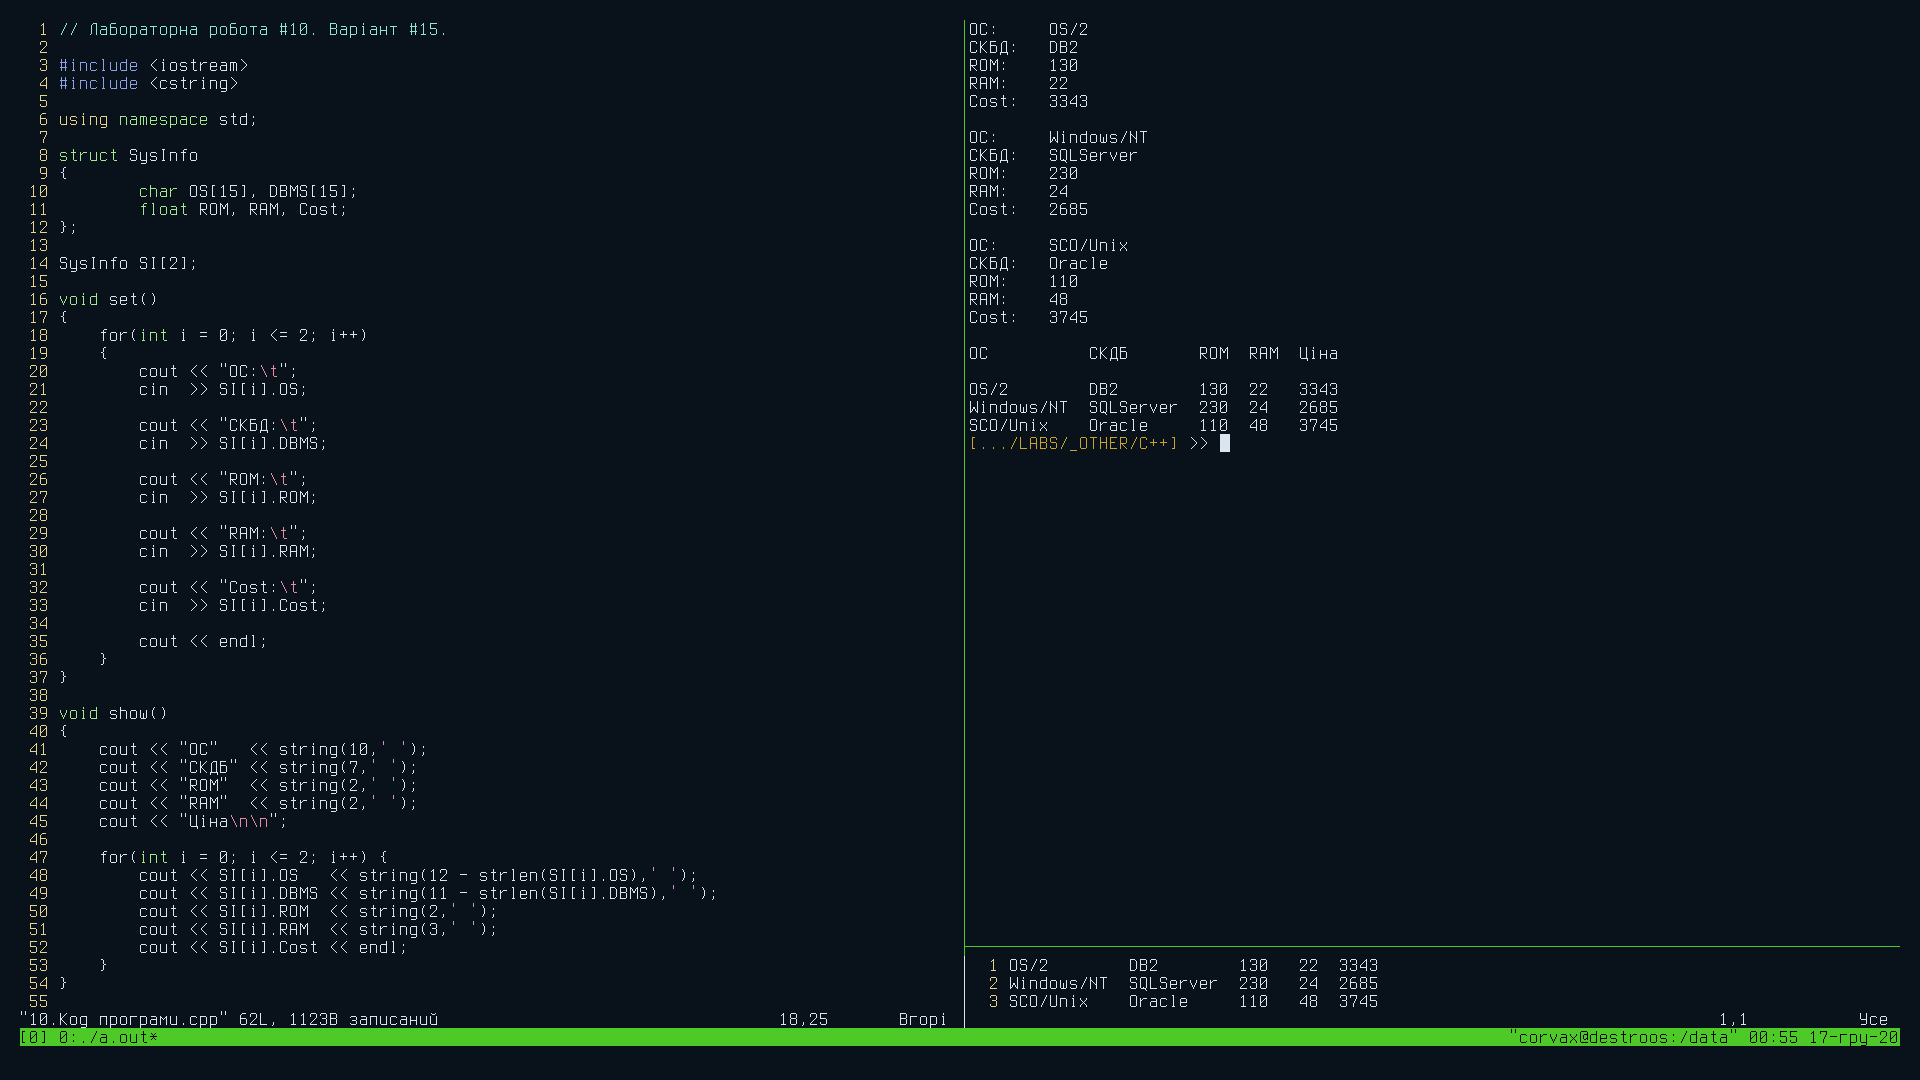 1 // Лабораторна робота #10. Варіант #15.
2
3 #include <iostream>
4 #include <cstring>
5
6 using namespace std;
7
8 struct SysInfo
9 {
10         char OS[15], DBMS[15];
11         float ROM, RAM, Cost;
12 };
13
14 SysInfo SI[2];
15
16 void set()
17 {
18     for(int i = 0; i <= 2; i++)
19     {
20         cout << "ОС:\t";
21         cin  >> SI[i].OS;
22
23         cout << "СКБД:\t";
24         cin  >> SI[i].DBMS;
25
26         cout << "ROM:\t";
27         cin  >> SI[i].ROM;
28
29         cout << "RAM:\t";
30         cin  >> SI[i].RAM;
31
32         cout << "Cost:\t";
33         cin  >> SI[i].Cost;
34
35         cout << endl;
36     }
37 }
38
39 void show()
40 {
41     cout << "ОС"   << string(10,' ');
42     cout << "СКДБ" << string(7,' ');
43     cout << "ROM"  << string(2,' ');
44     cout << "RAM"  << string(2,' ');
45     cout << "Ціна\n\n";
46
47     for(int i = 0; i <= 2; i++) {
48         cout << SI[i].OS   << string(12 - strlen(SI[i].OS),' ');
49         cout << SI[i].DBMS << string(11 - strlen(SI[i].DBMS),' ');
50         cout << SI[i].ROM  << string(2,' ');
51         cout << SI[i].RAM  << string(3,' ');
52         cout << SI[i].Cost << endl;
53     }
54 }
55
"10.Код програми.cpp" 62L, 1123B записаний 18,25 Вгорі
ОС:     OS/2
СКБД:   DB2
ROM:    130
RAM:    22
Cost:   3343
ОС:     Windows/NT
СКБД:   SQLServer
ROM:    230
RAM:    24
Cost:   2685
ОС:     SCO/Unix
СКБД:   Oracle
ROM:    110
RAM:    48
Cost:   3745
ОС          СКДБ       ROM  RAM  Ціна
OS/2        DB2        130  22   3343
Windows/NT  SQLServer  230  24   2685
SCO/Unix    Oracle     110  48   3745
[.../LABS/_OTHER/C++] >>
1 OS/2        DB2        130   22  3343
2 Windows/NT  SQLServer  230   24  2685
3 SCO/Unix    Oracle     110   48  3745
1,1 Усе
[0] 0:./a.out* "corvax@destroos:/data" 00:55 17-гру-20